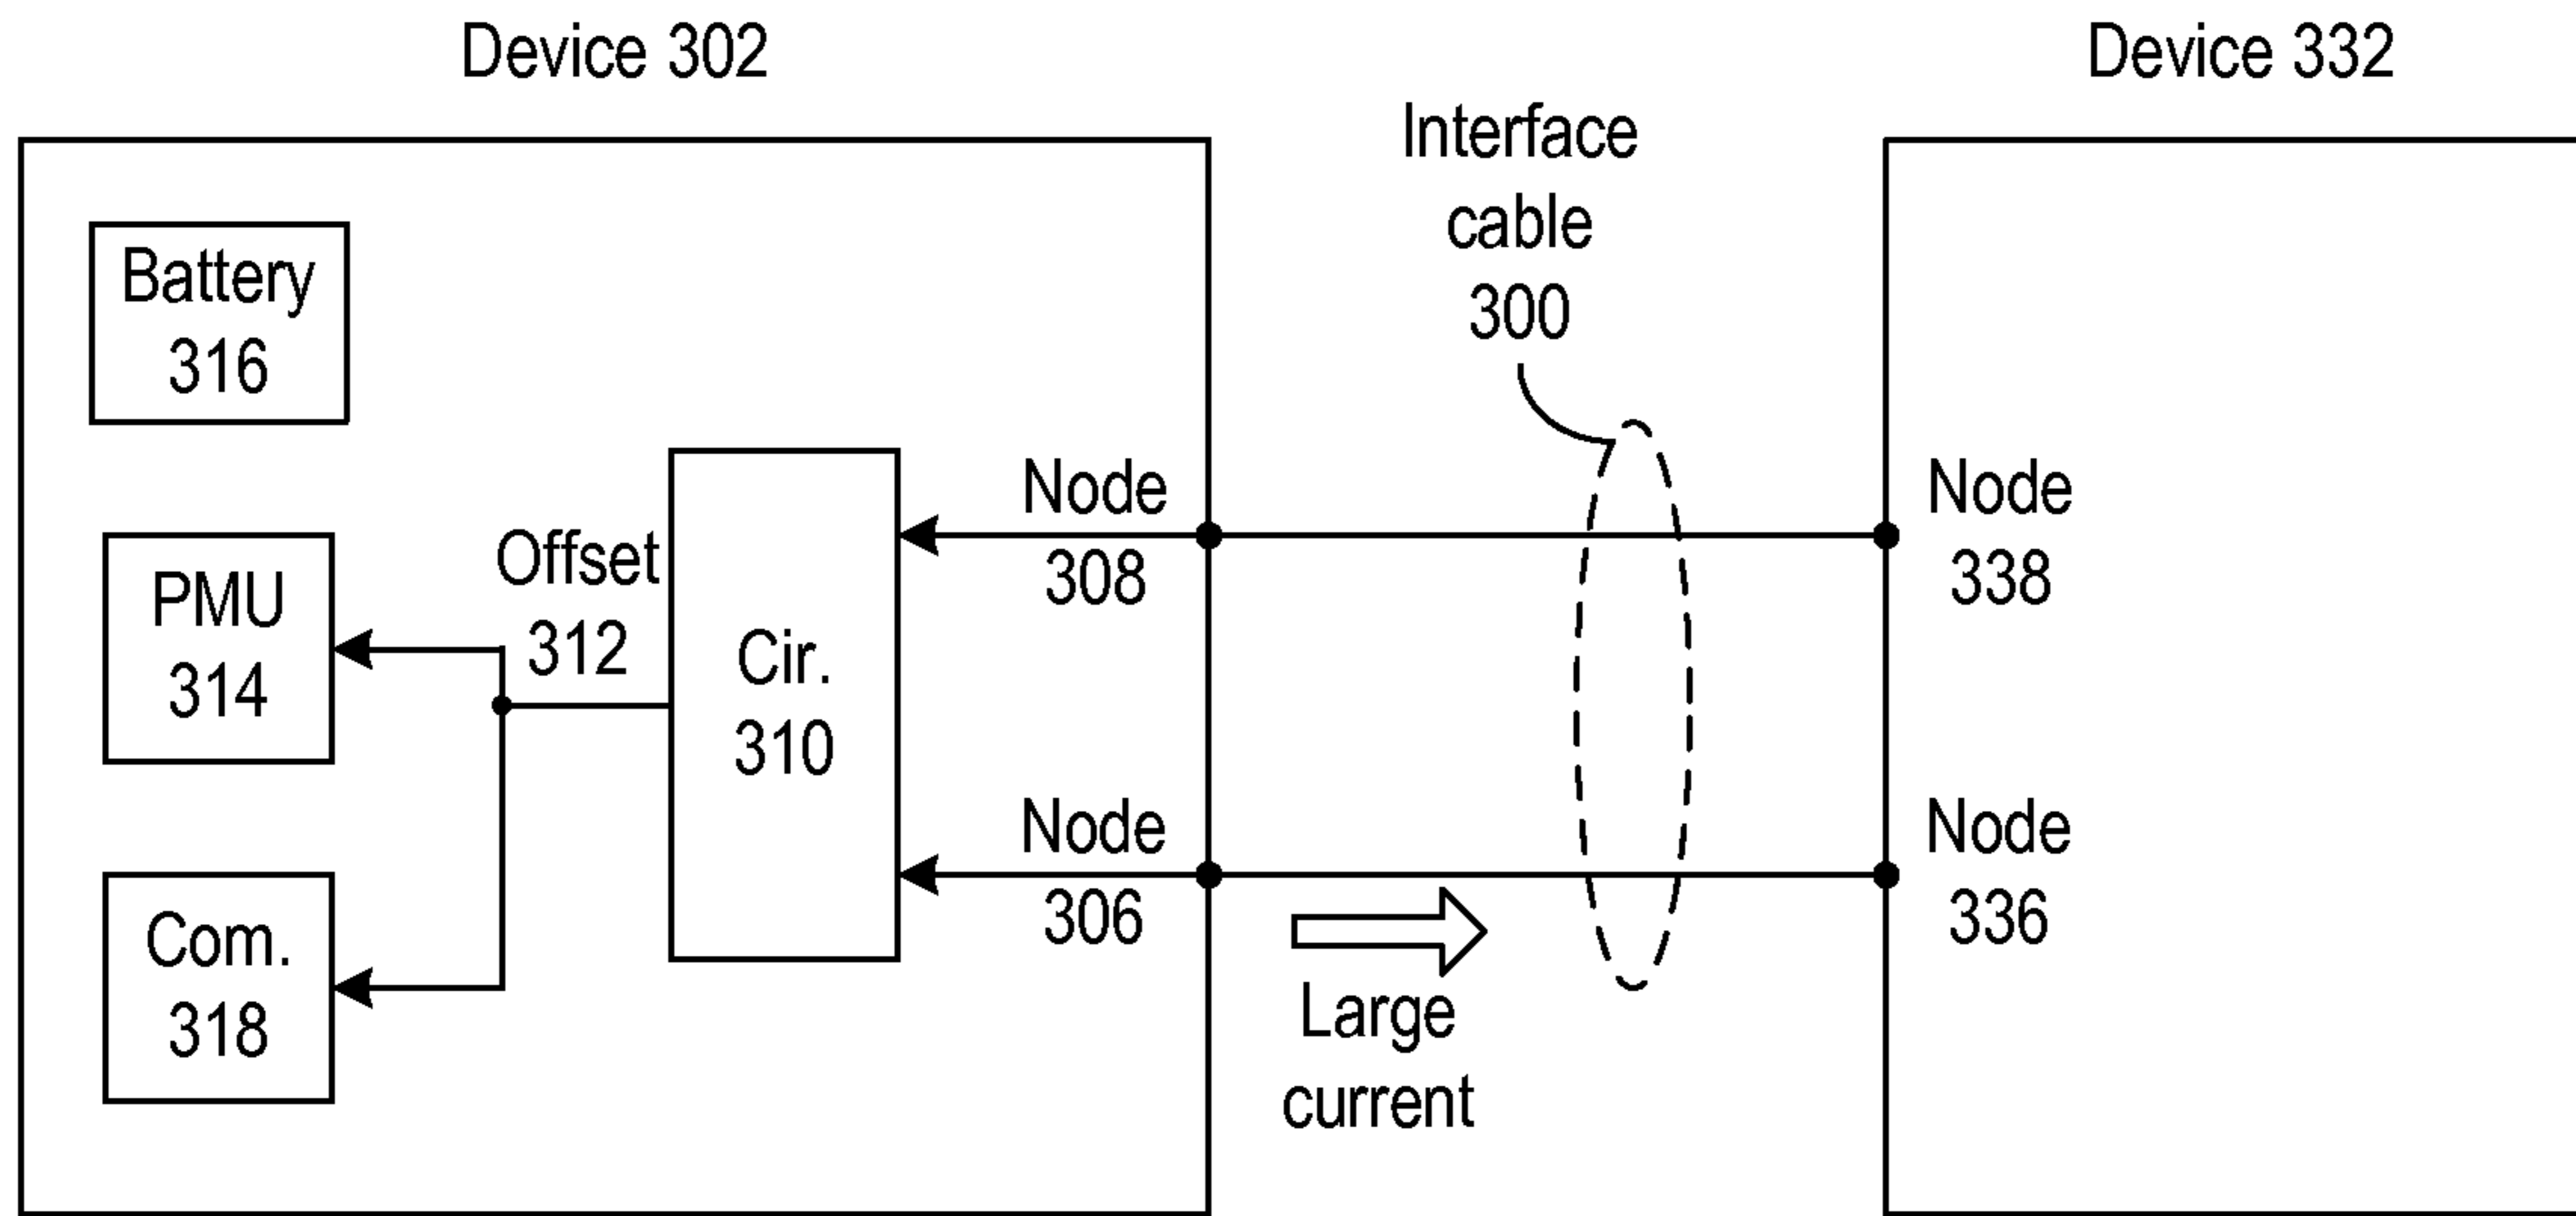 Device 302
Device 332
Interface
cable
300
Battery
316
Offset
312
PMU
314
Cir.
310
Com.
318
Node
308
Node
306
Node
338
Node
336
Large
current